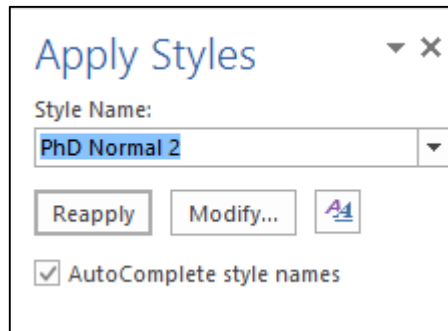 Apply Styles
Style Name:
PhD Normal 2
Reapply Modify...
AutoComplete style names